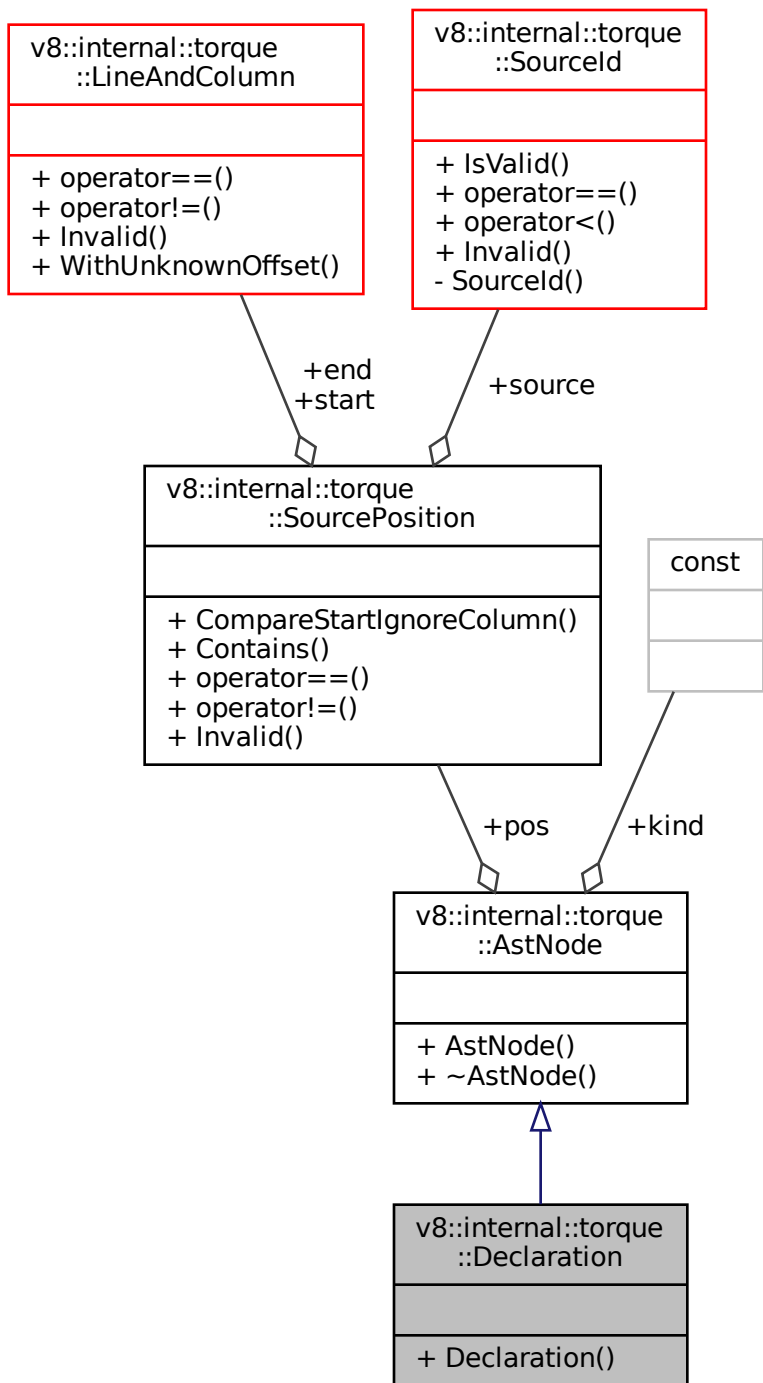 v8::internal::torque
::LineAndColumn
+ operator==()
+ operator!=()
+ Invalid()
+ WithUnknownOffset()
v8::internal::torque
::SourceId
+ IsValid()
+ operator==()
+ operator<()
+ Invalid()
- SourceId()
+end
+start
+source
v8::internal::torque
::SourcePosition
+ CompareStartIgnoreColumn()
+ Contains()
+ operator==()
+ operator!=()
+ Invalid()
const
+pos
+kind
v8::internal::torque
::AstNode
+ AstNode()
+ ~AstNode()
v8::internal::torque
::Declaration
+ Declaration()